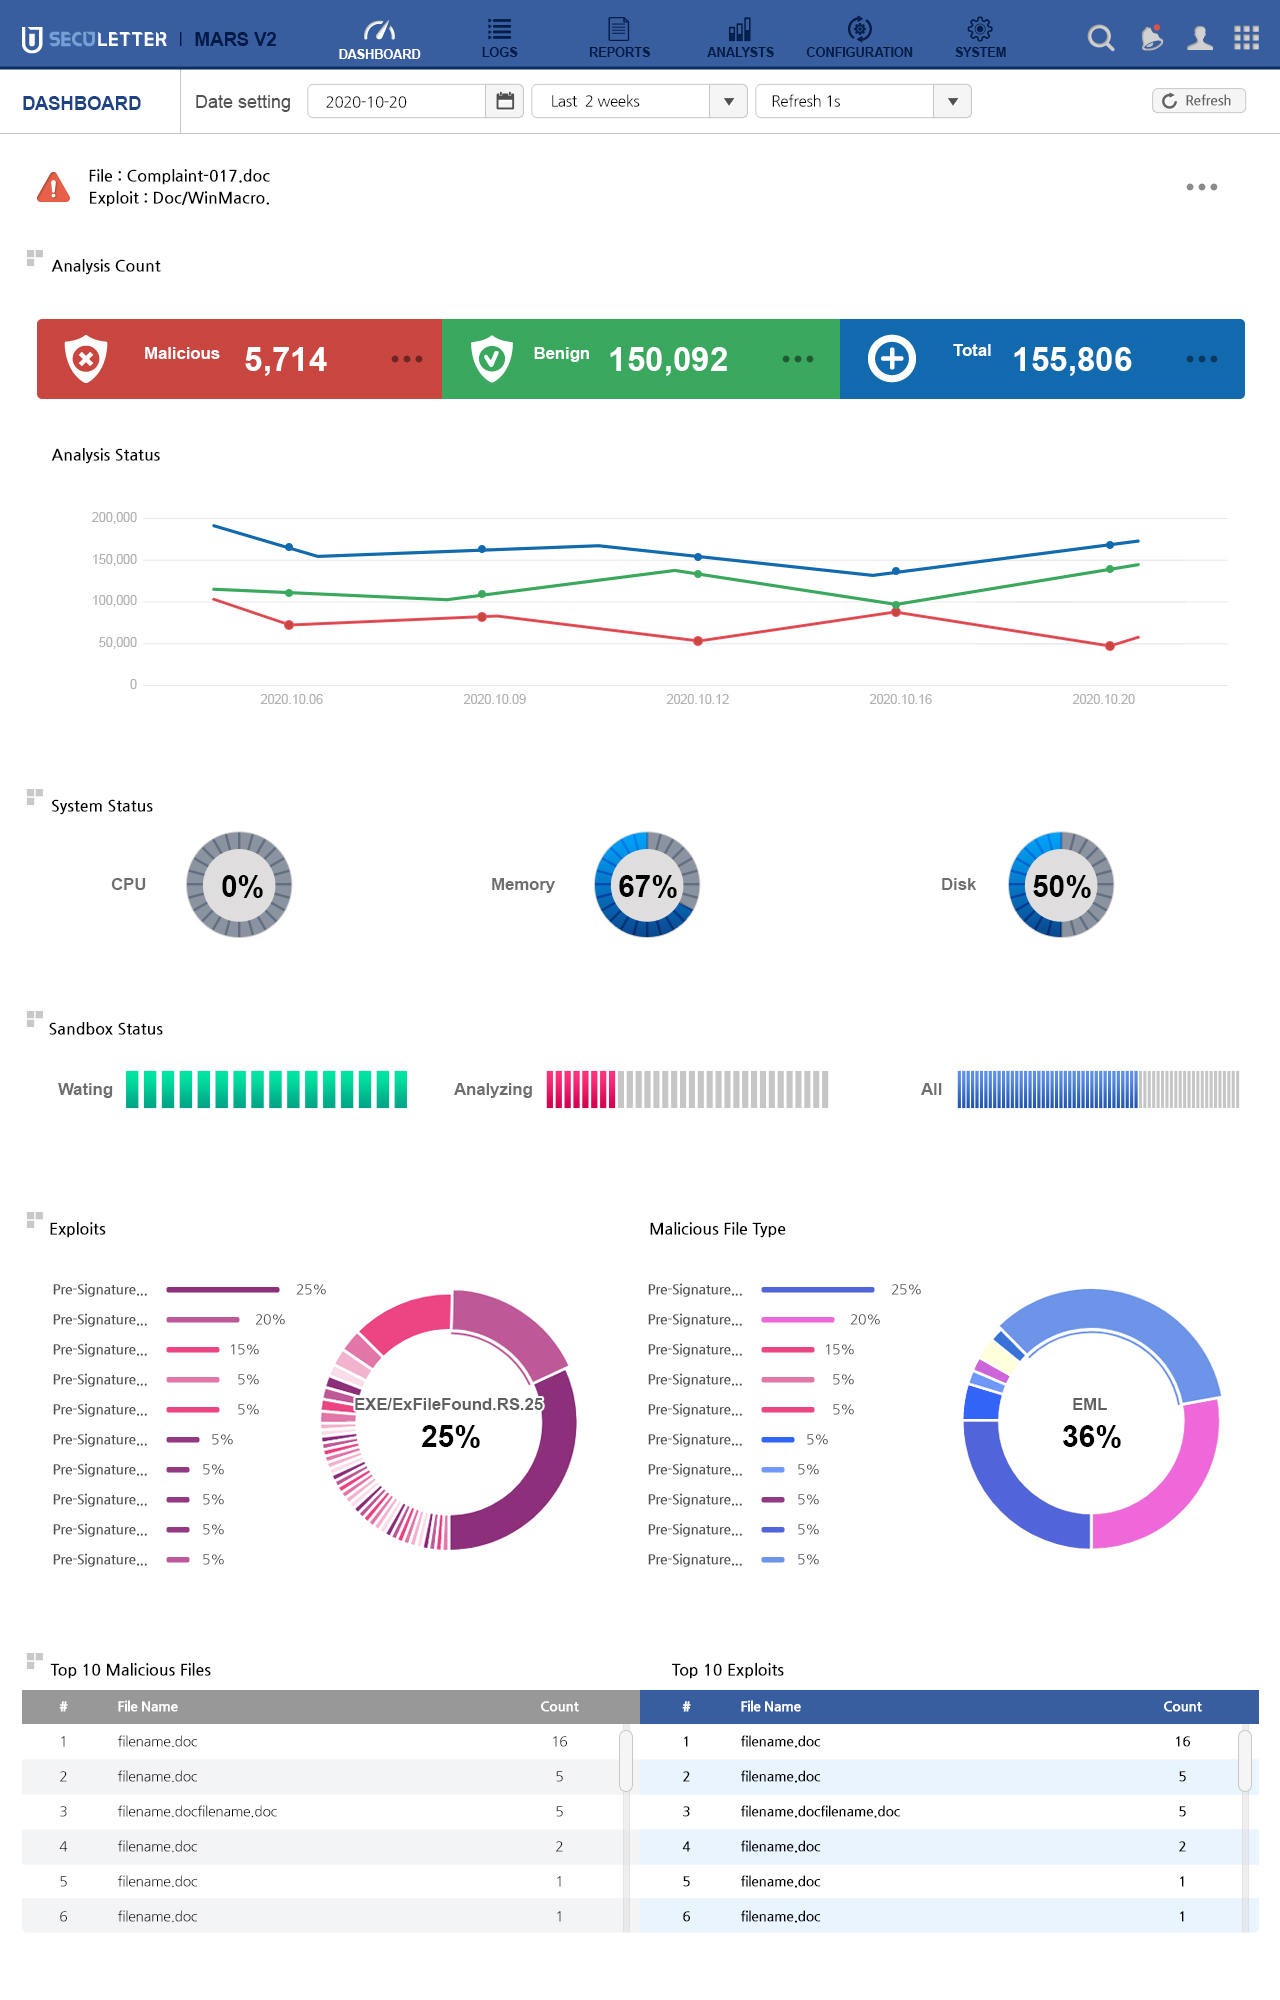 SECULETTER | MARS V2
DASHBOARD
LOGS
REPORTS
ANALYSTS
CONFIGURATION
SYSTEM
DASHBOARD
Date setting
2020-10-20
Last 2 weeks
Refresh 1s
Refresh
File : Complaint-017.doc
Exploit : Doc/WinMacro.
Analysis Count
Malicious 5,714
Benign 150,092
Total 155,806
Analysis Status
200,000
150,000
100,000
50,000
0
2020.10.06 2020.10.09 2020.10.12 2020.10.16 2020.10.20
System Status
CPU 0%
Memory 67%
Disk 50%
Sandbox Status
Wating
Analyzing
All
Exploits
Pre-Signature... 25%
Pre-Signature... 20%
Pre-Signature... 15%
Pre-Signature... 5%
Pre-Signature... 5%
Pre-Signature... 5%
Pre-Signature... 5%
Pre-Signature... 5%
Pre-Signature... 5%
Pre-Signature... 5%
EXE/ExFileFound.RS.25
25%
Malicious File Type
Pre-Signature... 25%
Pre-Signature... 20%
Pre-Signature... 15%
Pre-Signature... 5%
Pre-Signature... 5%
Pre-Signature... 5%
Pre-Signature... 5%
Pre-Signature... 5%
Pre-Signature... 5%
Pre-Signature... 5%
EML
36%
Top 10 Malicious Files
# File Name Count
1 filename.doc 16
2 filename.doc 5
3 filename.docfilename.doc 5
4 filename.doc 2
5 filename.doc 1
6 filename.doc 1
Top 10 Exploits
# File Name Count
1 filename.doc 16
2 filename.doc 5
3 filename.docfilename.doc 5
4 filename.doc 2
5 filename.doc 1
6 filename.doc 1